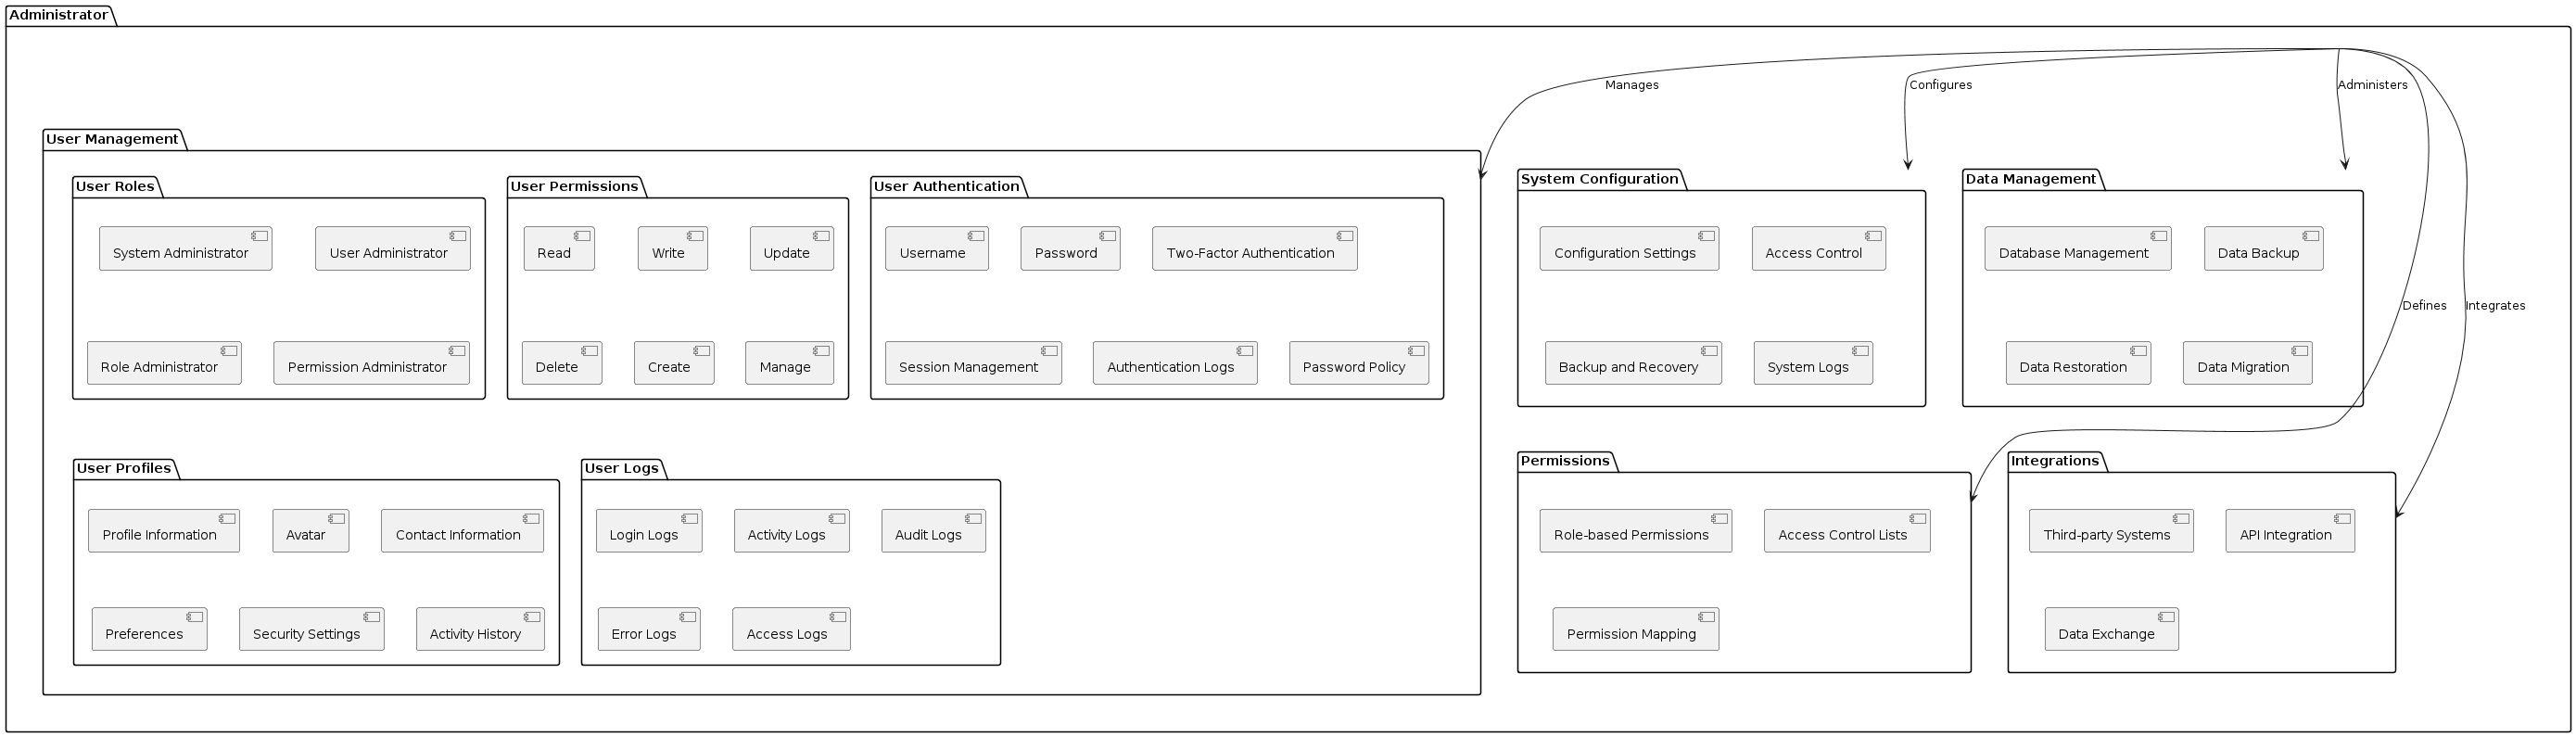 Administrator
Manages
Configures
Administers
User Management
User Roles
System Administrator
User Administrator
Role Administrator
Permission Administrator
User Permissions
Read
Write
Update
Delete
Create
Manage
User Authentication
Username
Password
Two-Factor Authentication
Session Management
Authentication Logs
Password Policy
User Profiles
Profile Information
Avatar
Contact Information
Preferences
Security Settings
Activity History
User Logs
Login Logs
Activity Logs
Audit Logs
Error Logs
Access Logs
System Configuration
Configuration Settings
Access Control
Backup and Recovery
System Logs
Data Management
Database Management
Data Backup
Data Restoration
Data Migration
Defines
Integrates
Permissions
Role-based Permissions
Access Control Lists
Permission Mapping
Integrations
Third-party Systems
API Integration
Data Exchange